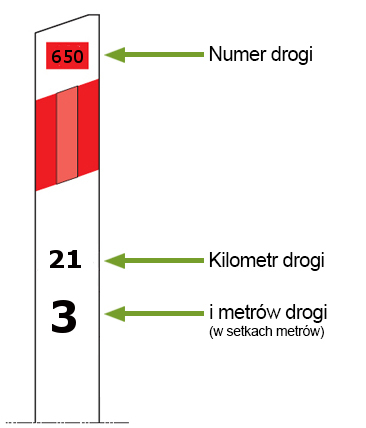 650 Numer drogi
21 Kilometr drogi
3 i metrów drogi
(w setkach metrów)